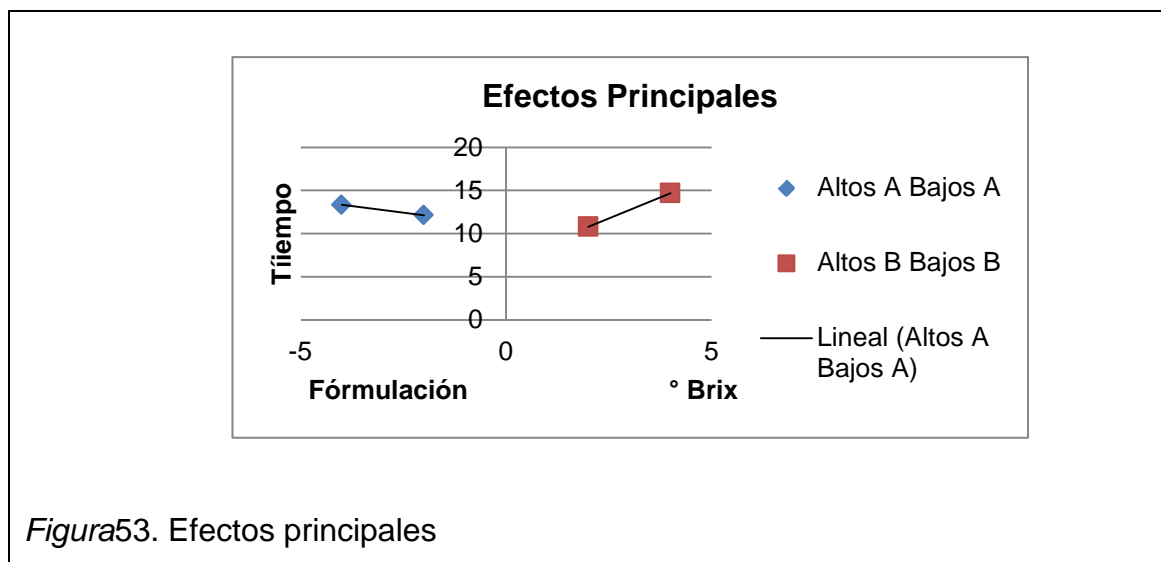 Efectos Principales
20
15
10
5
0
-5
0
5
Tíiempo
Fórmulación
° Brix
Altos A Bajos A
Altos B Bajos B
Lineal (Altos A
Bajos A)
Figura53. Efectos principales